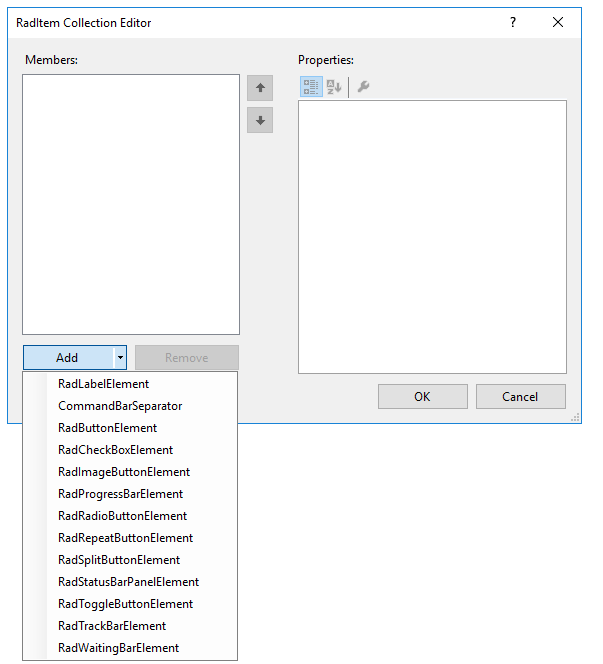 RadItem Collection Editor
?
Members:
Properties:
A
Z
Add
Remove
RadLabelElement
CommandBarSeparator
RadButtonElement
RadCheckBoxElement
RadImageButtonElement
RadProgressBarElement
RadRadioButtonElement
RadRepeatButtonElement
RadSplitButtonElement
RadStatusBarPanelElement
RadToggleButtonElement
RadTrackBarElement
RadWaitingBarElement
OK
Cancel